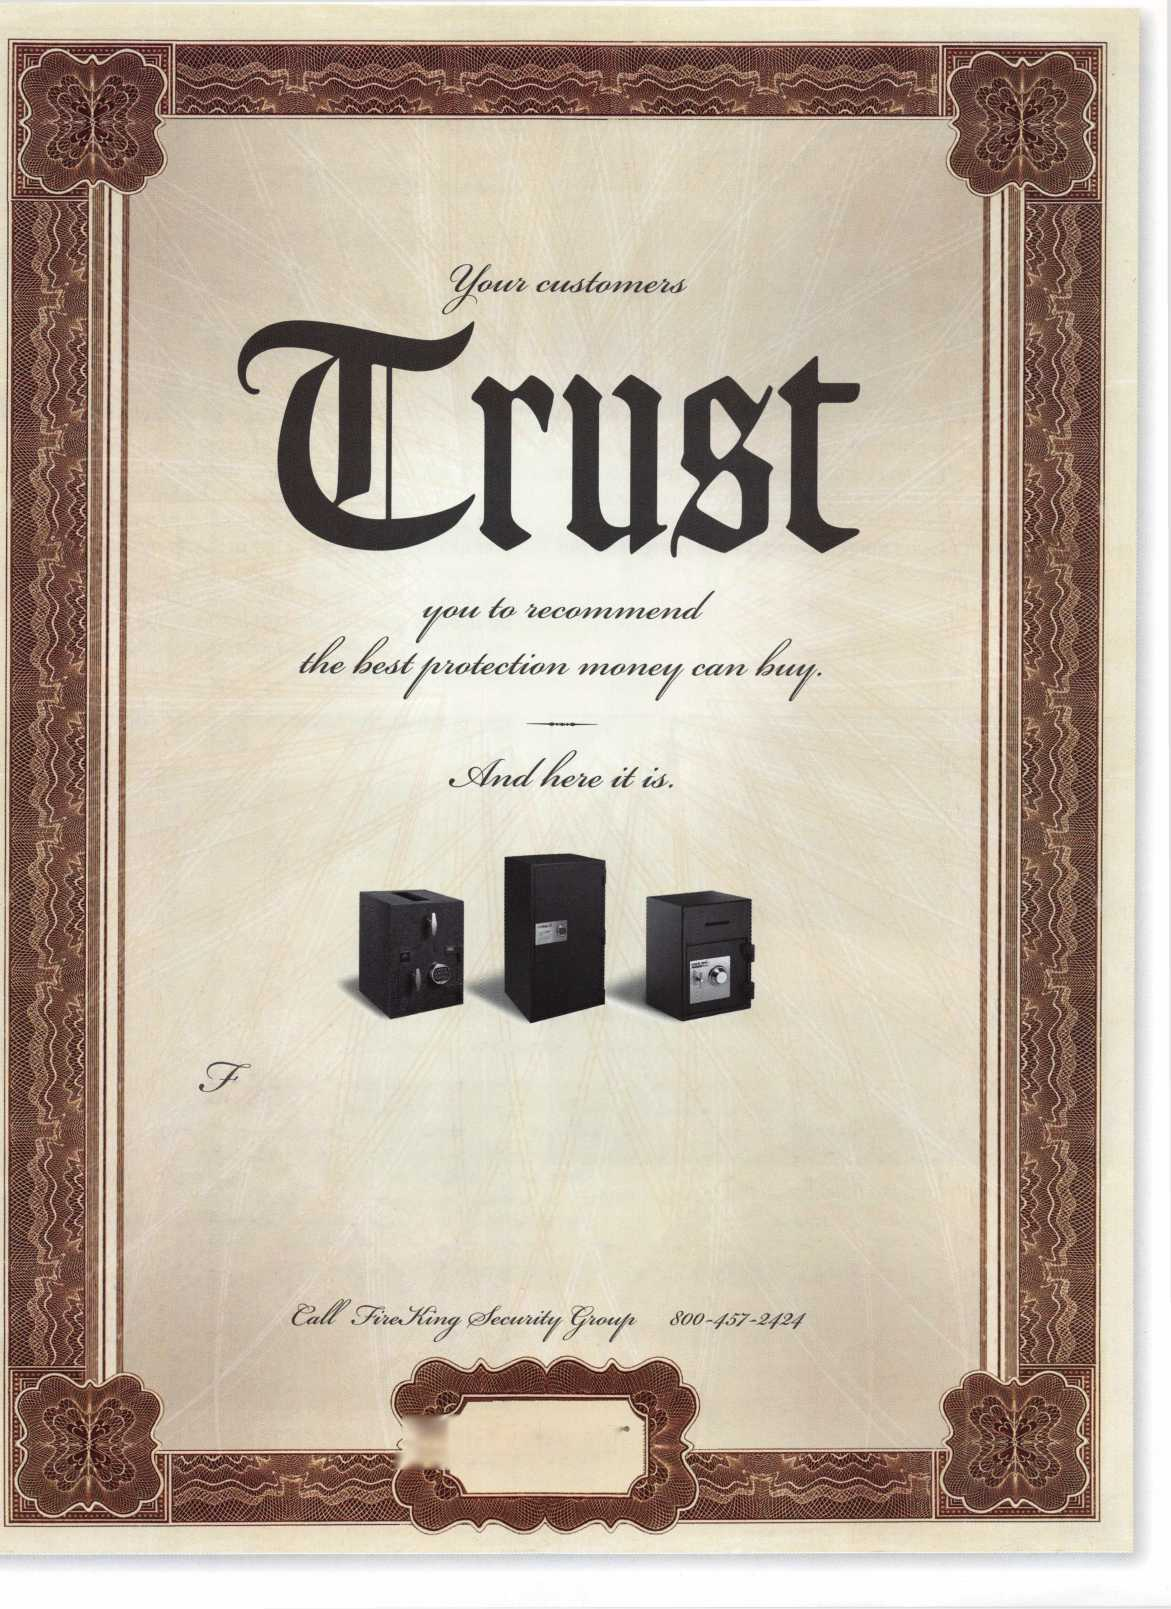 Your customers
Trust
you to recommend
the best protection money can buy.
And here it is.
F
Call FireKing Security Group 800-457-2424